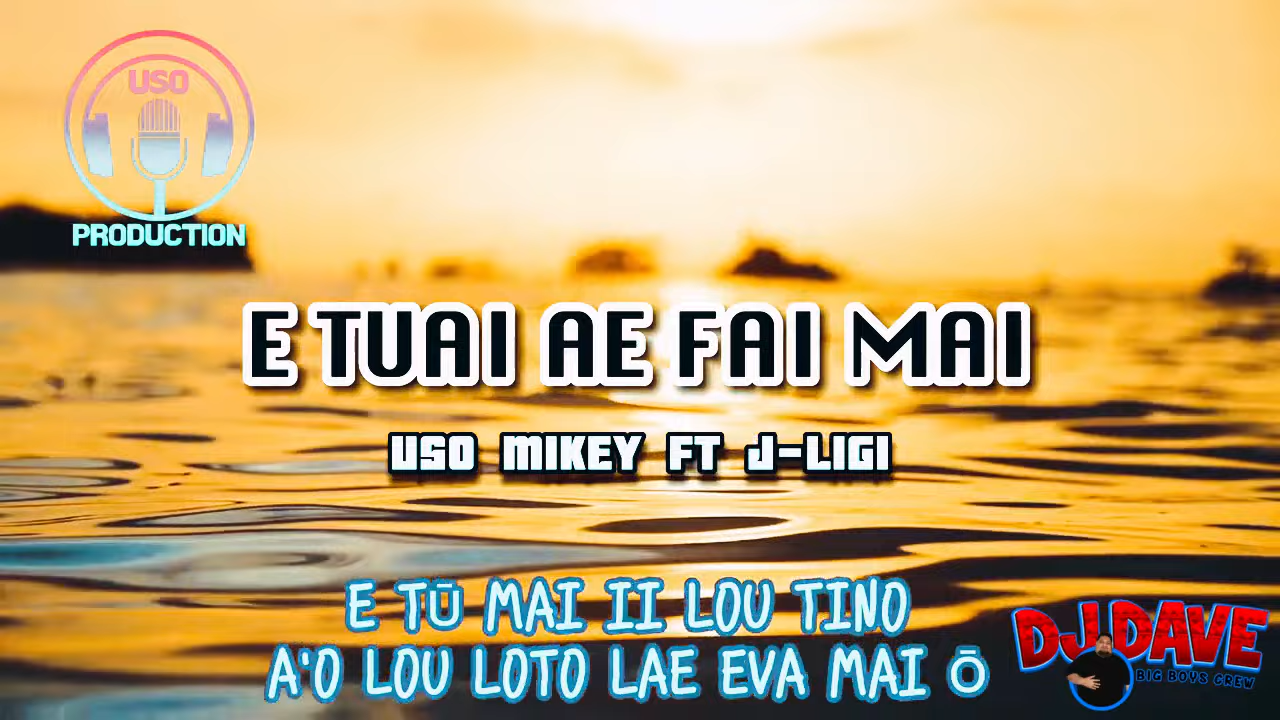 USO
PRODUCTION
E TUAI AE FAI MAI
USO MIKEY FT J-LIGI
E TŪ MAI II LOU TINO
A'O LOU LOTO LAE EVA MAI Ō
DJ DAVE
BIG BOYS CREW